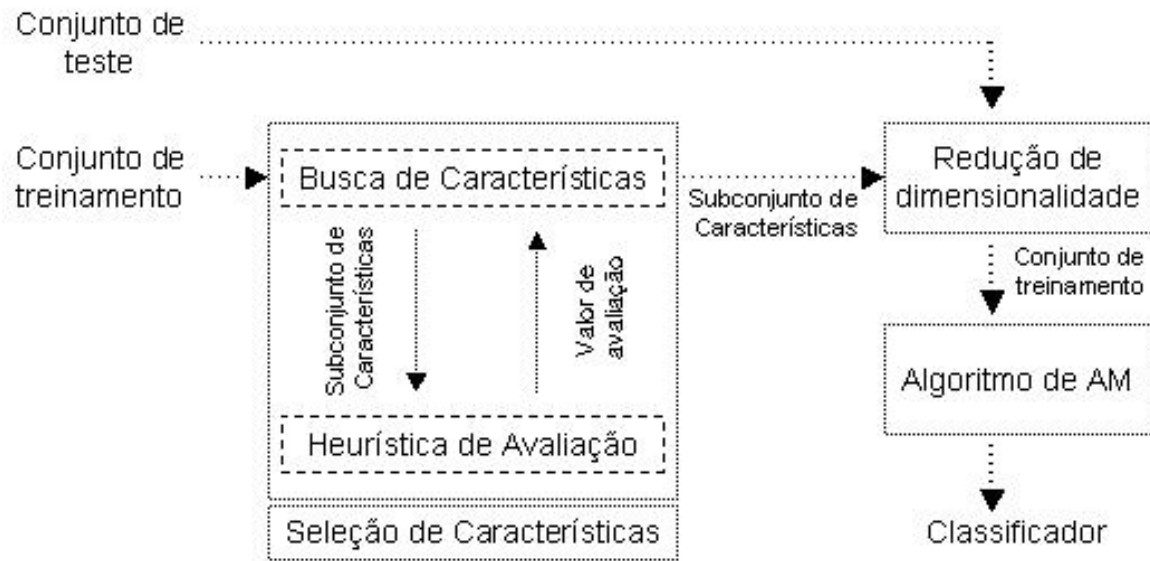 Conjunto de
teste
Conjunto de
treinamento
Busca de Características
Subconjunto de
Características
Valor de
avaliação
Heurística de Avaliação
Seleção de Características
Subconjunto de
Características
Redução de
dimensionalidade
Conjunto de
treinamento
Algoritmo de AM
Classificador